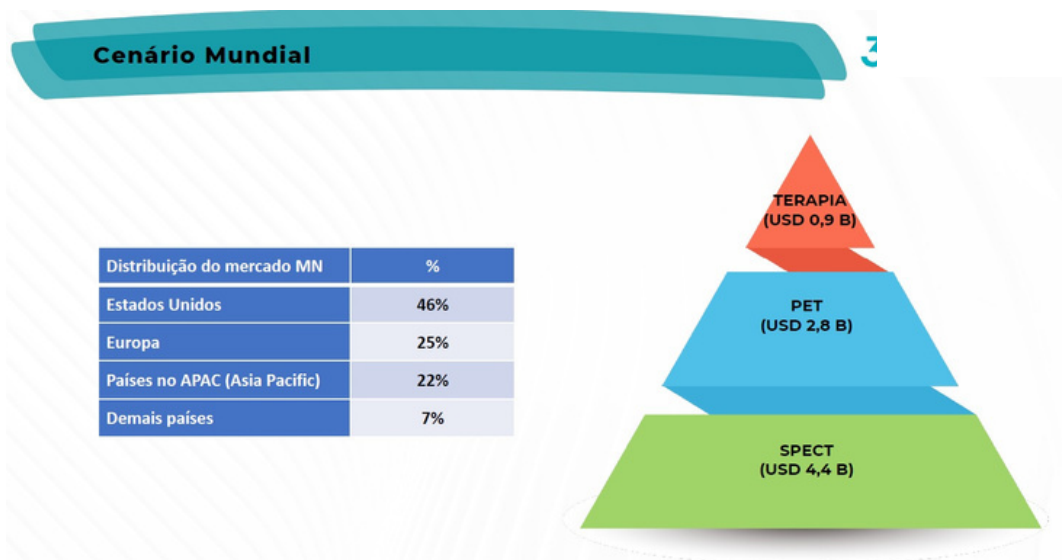 Cenário Mundial
Distribuição do mercado MN %
Estados Unidos 46%
Europa 25%
Países no APAC (Asia Pacific) 22%
Demais países 7%
TERAPIA
(USD 0,9 B)
PET
(USD 2,8 B)
SPECT
(USD 4,4 B)